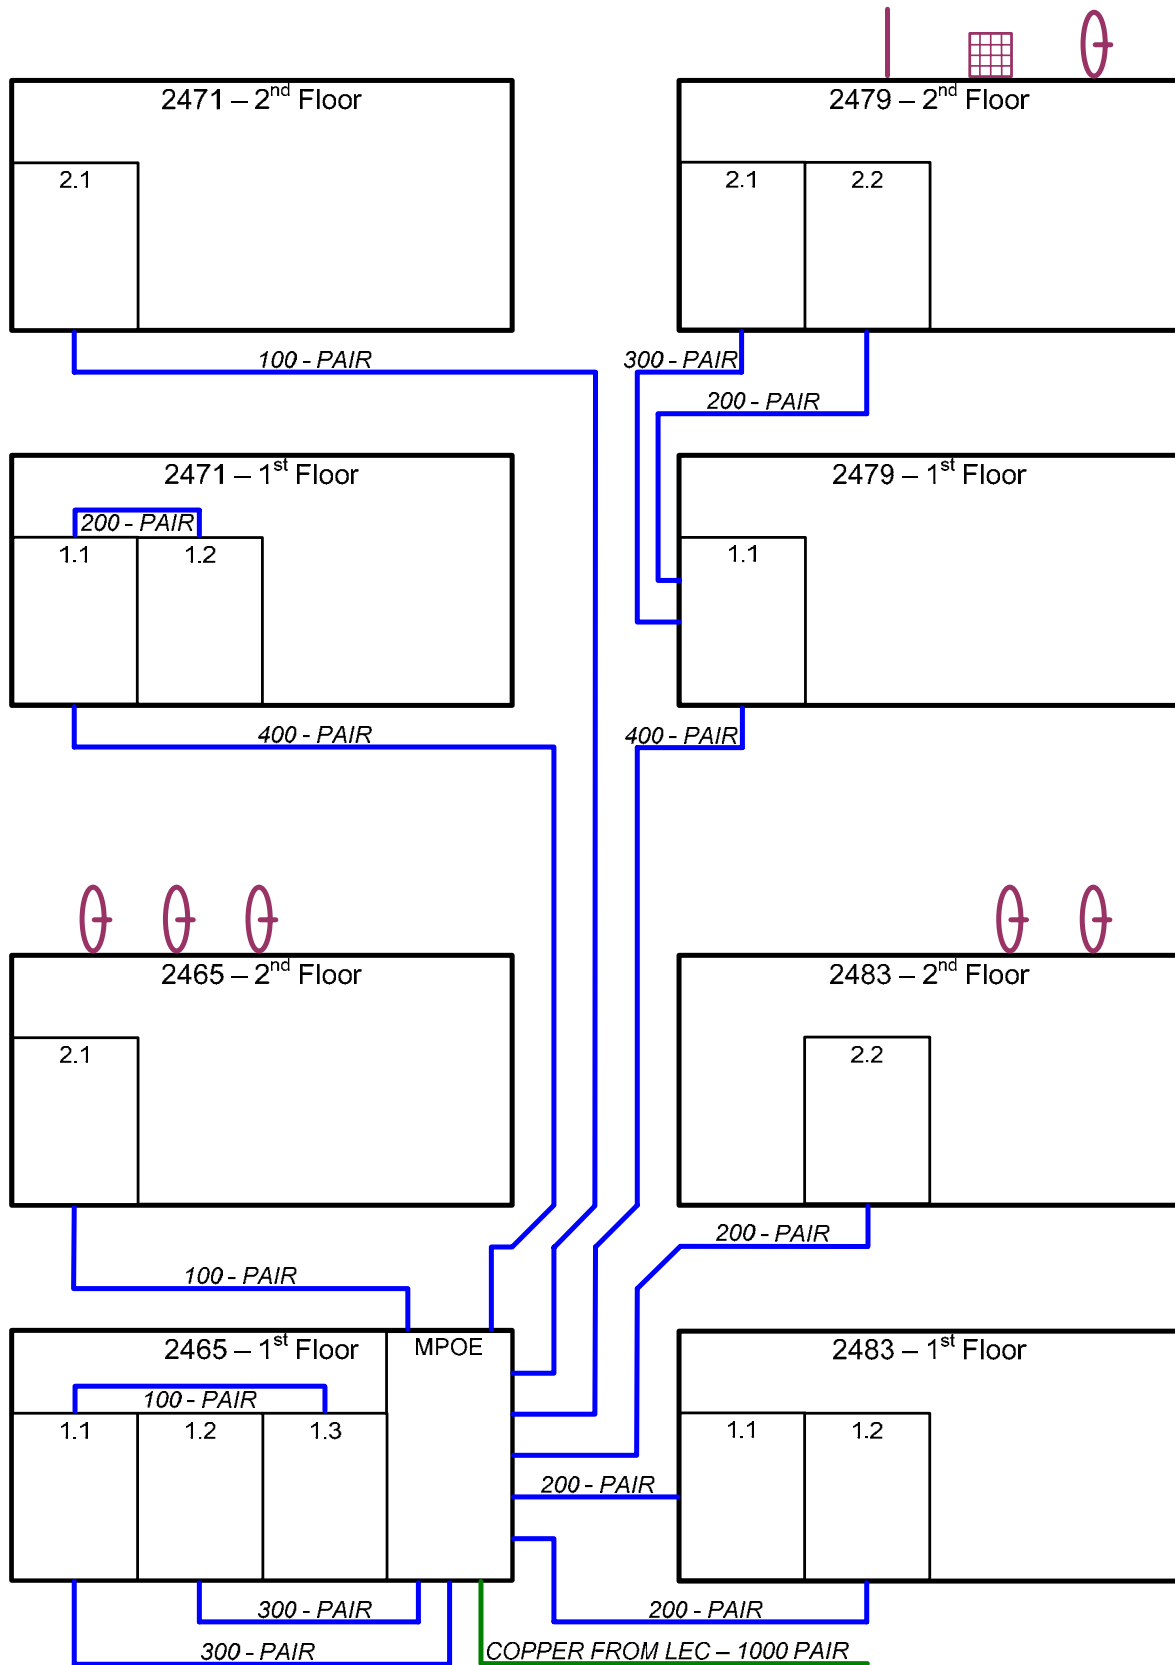 2471 – 2nd Floor
2.1
100 - PAIR
2479 – 2nd Floor
2.1
2.2
300 - PAIR
200 - PAIR
2471 – 1st Floor
200 - PAIR
1.1
1.2
400 - PAIR
2479 – 1st Floor
1.1
400 - PAIR
2465 – 2nd Floor
2.1
100 - PAIR
2483 – 2nd Floor
2.2
200 - PAIR
2465 – 1st Floor
MPOE
100 - PAIR
1.1
1.2
1.3
300 - PAIR
300 - PAIR
2483 – 1st Floor
1.1
1.2
200 - PAIR
200 - PAIR
COPPER FROM LEC – 1000 PAIR